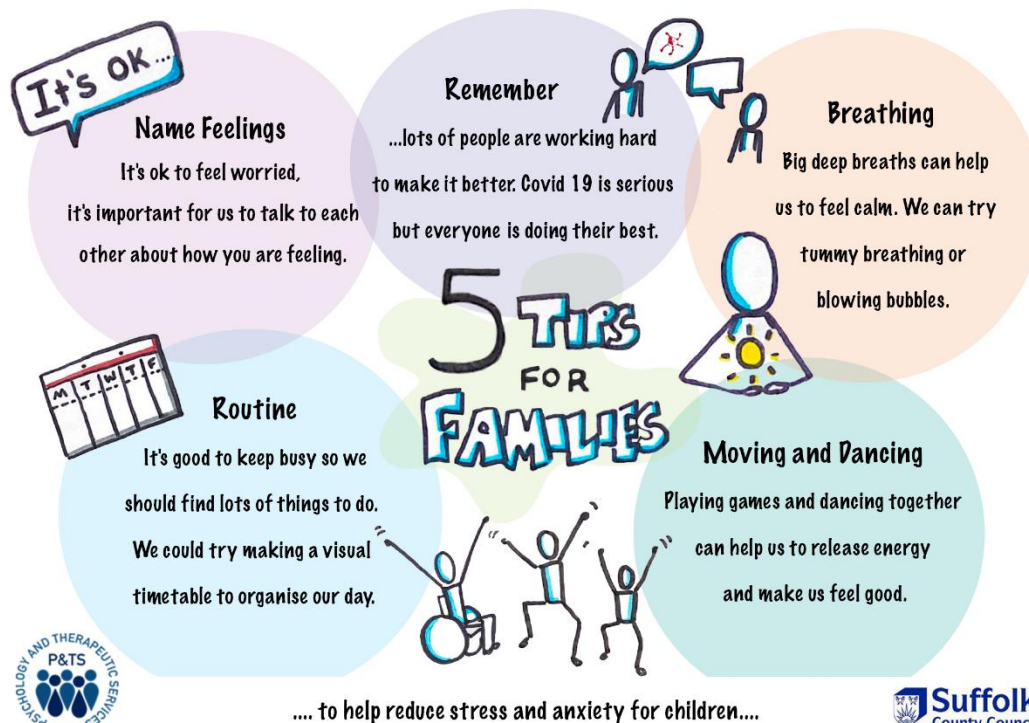 It's OK...
Name Feelings
It's ok to feel worried,
it's important for us to talk to each
other about how you are feeling.
Remember
...lots of people are working hard
to make it better. Covid 19 is serious
but everyone is doing their best.
Breathing
Big deep breaths can help
us to feel calm. We can try
tummy breathing or
blowing bubbles.
5 TIPS
FOR
FAMILIES
M T W T F
Routine
It's good to keep busy so we
should find lots of things to do.
We could try making a visual
timetable to organise our day.
Moving and Dancing
Playing games and dancing together
can help us to release energy
and make us feel good.
PSYCHOLOGY AND THERAPEUTIC SERVICES
P&TS
.... to help reduce stress and anxiety for children....
Suffolk
County Counc